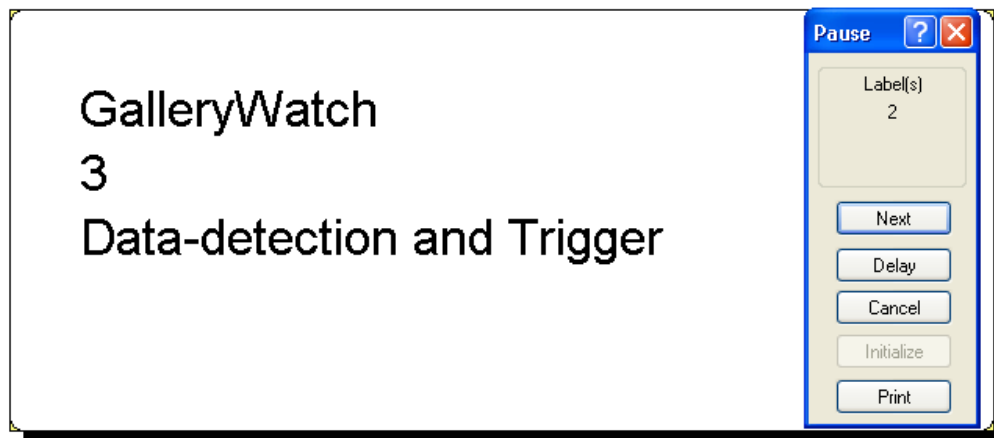 GalleryWatch
3
Data-detection and Trigger
Pause
Label(s)
2
Next
Delay
Cancel
Initialize
Print